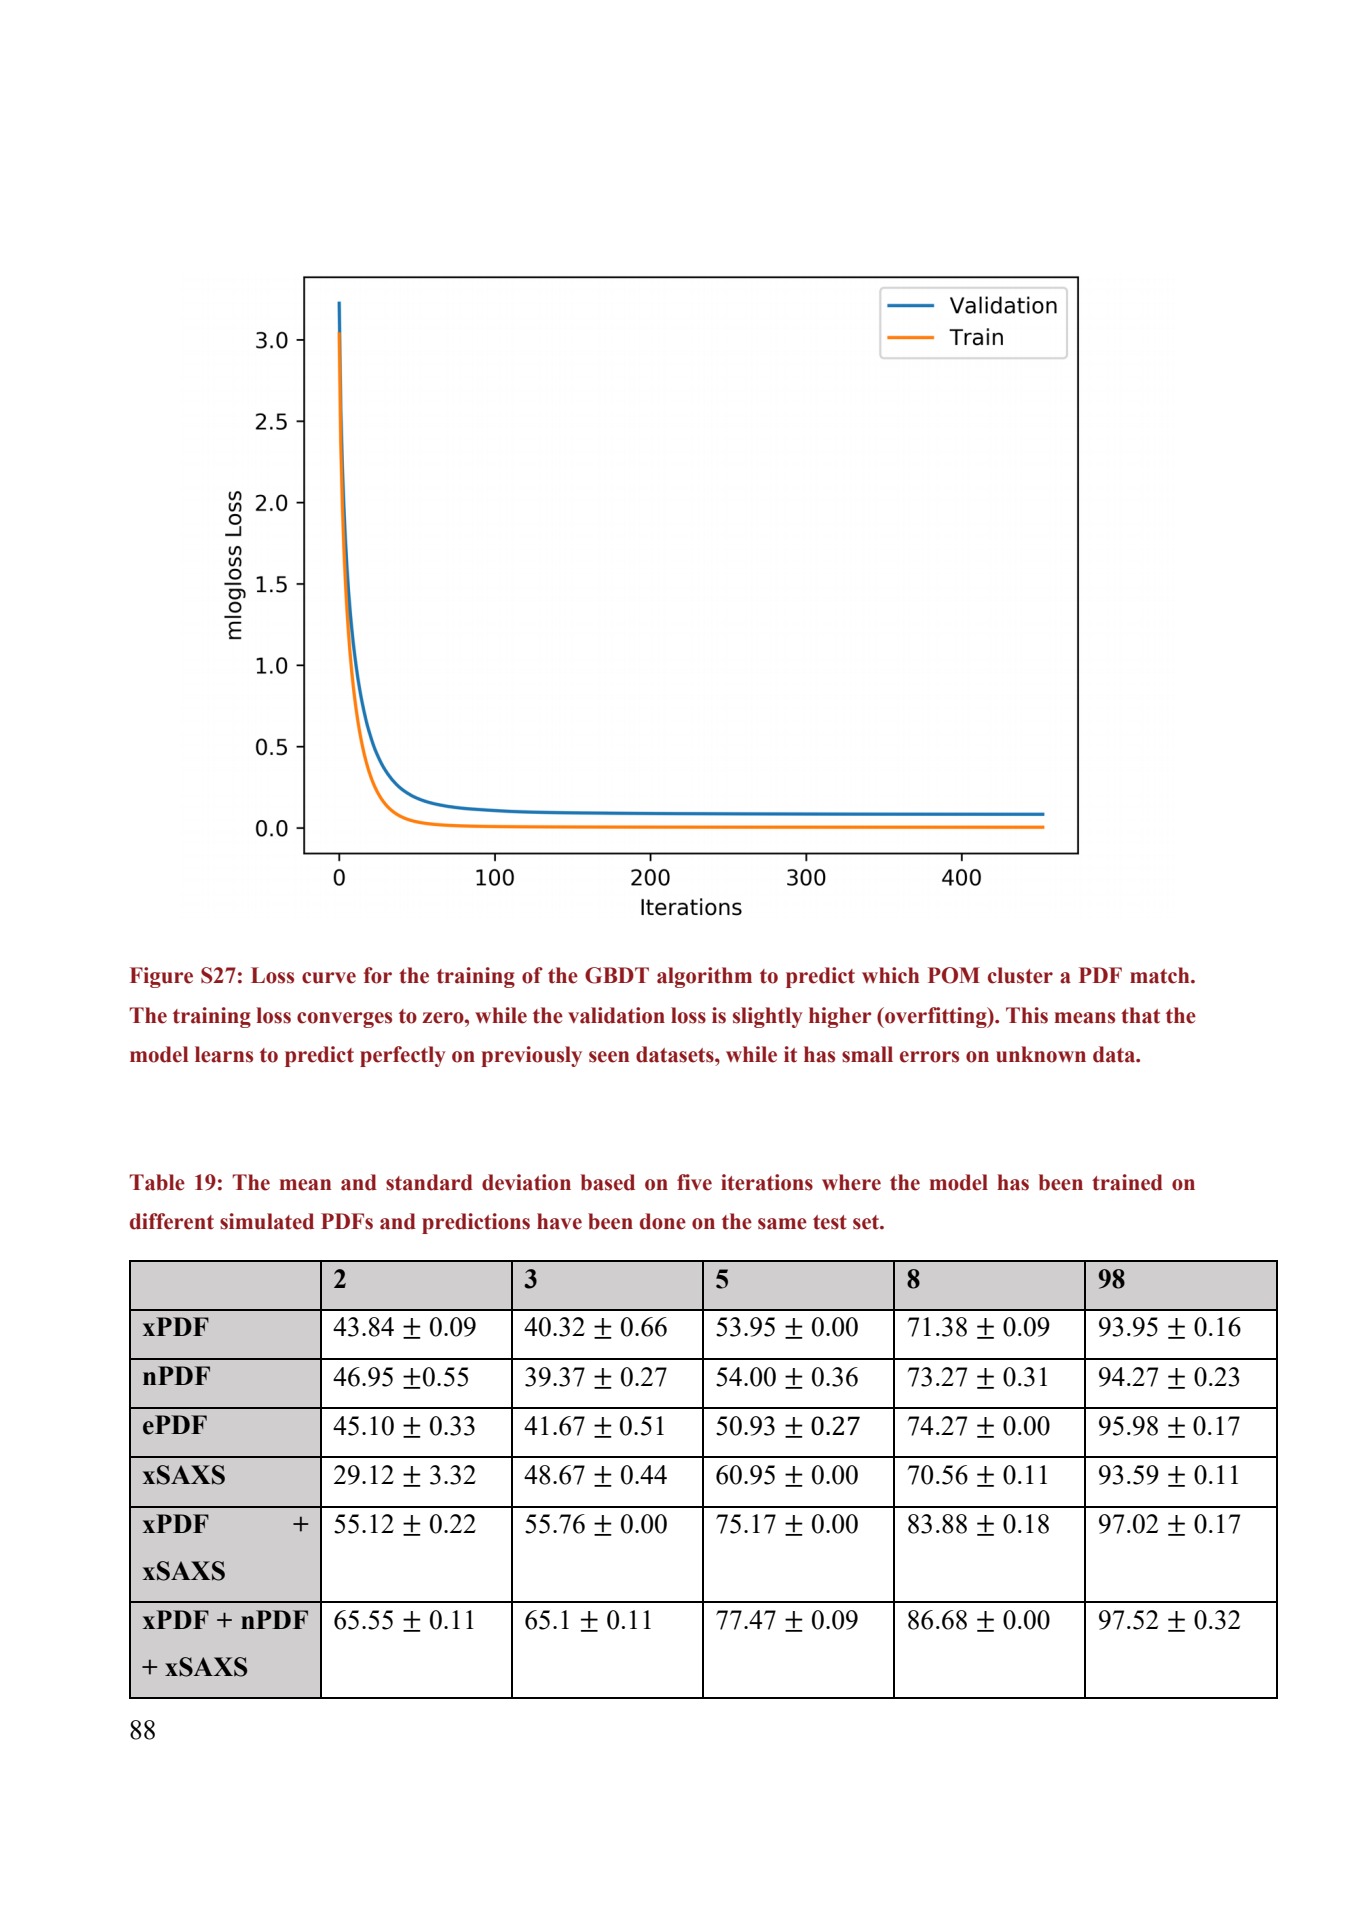 Validation
Train
3.0
2.5
2.0
1.5
1.0
0.5
0.0
mlogloss Loss
0 100 200 300 400
Iterations
Figure S27: Loss curve for the training of the GBDT algorithm to predict which POM cluster a PDF match.
The training loss converges to zero, while the validation loss is slightly higher (overfitting). This means that the
model learns to predict perfectly on previously seen datasets, while it has small errors on unknown data.
Table 19: The mean and standard deviation based on five iterations where the model has been trained on
different simulated PDFs and predictions have been done on the same test set.
2 3 5 8 98
xPDF 43.84 ± 0.09 40.32 ± 0.66 53.95 ± 0.00 71.38 ± 0.09 93.95 ± 0.16
nPDF 46.95 ±0.55 39.37 ± 0.27 54.00 ± 0.36 73.27 ± 0.31 94.27 ± 0.23
ePDF 45.10 ± 0.33 41.67 ± 0.51 50.93 ± 0.27 74.27 ± 0.00 95.98 ± 0.17
xSAXS 29.12 ± 3.32 48.67 ± 0.44 60.95 ± 0.00 70.56 ± 0.11 93.59 ± 0.11
xPDF + 55.12 ± 0.22 55.76 ± 0.00 75.17 ± 0.00 83.88 ± 0.18 97.02 ± 0.17
xSAXS
xPDF + nPDF 65.55 ± 0.11 65.1 ± 0.11 77.47 ± 0.09 86.68 ± 0.00 97.52 ± 0.32
+ xSAXS
88